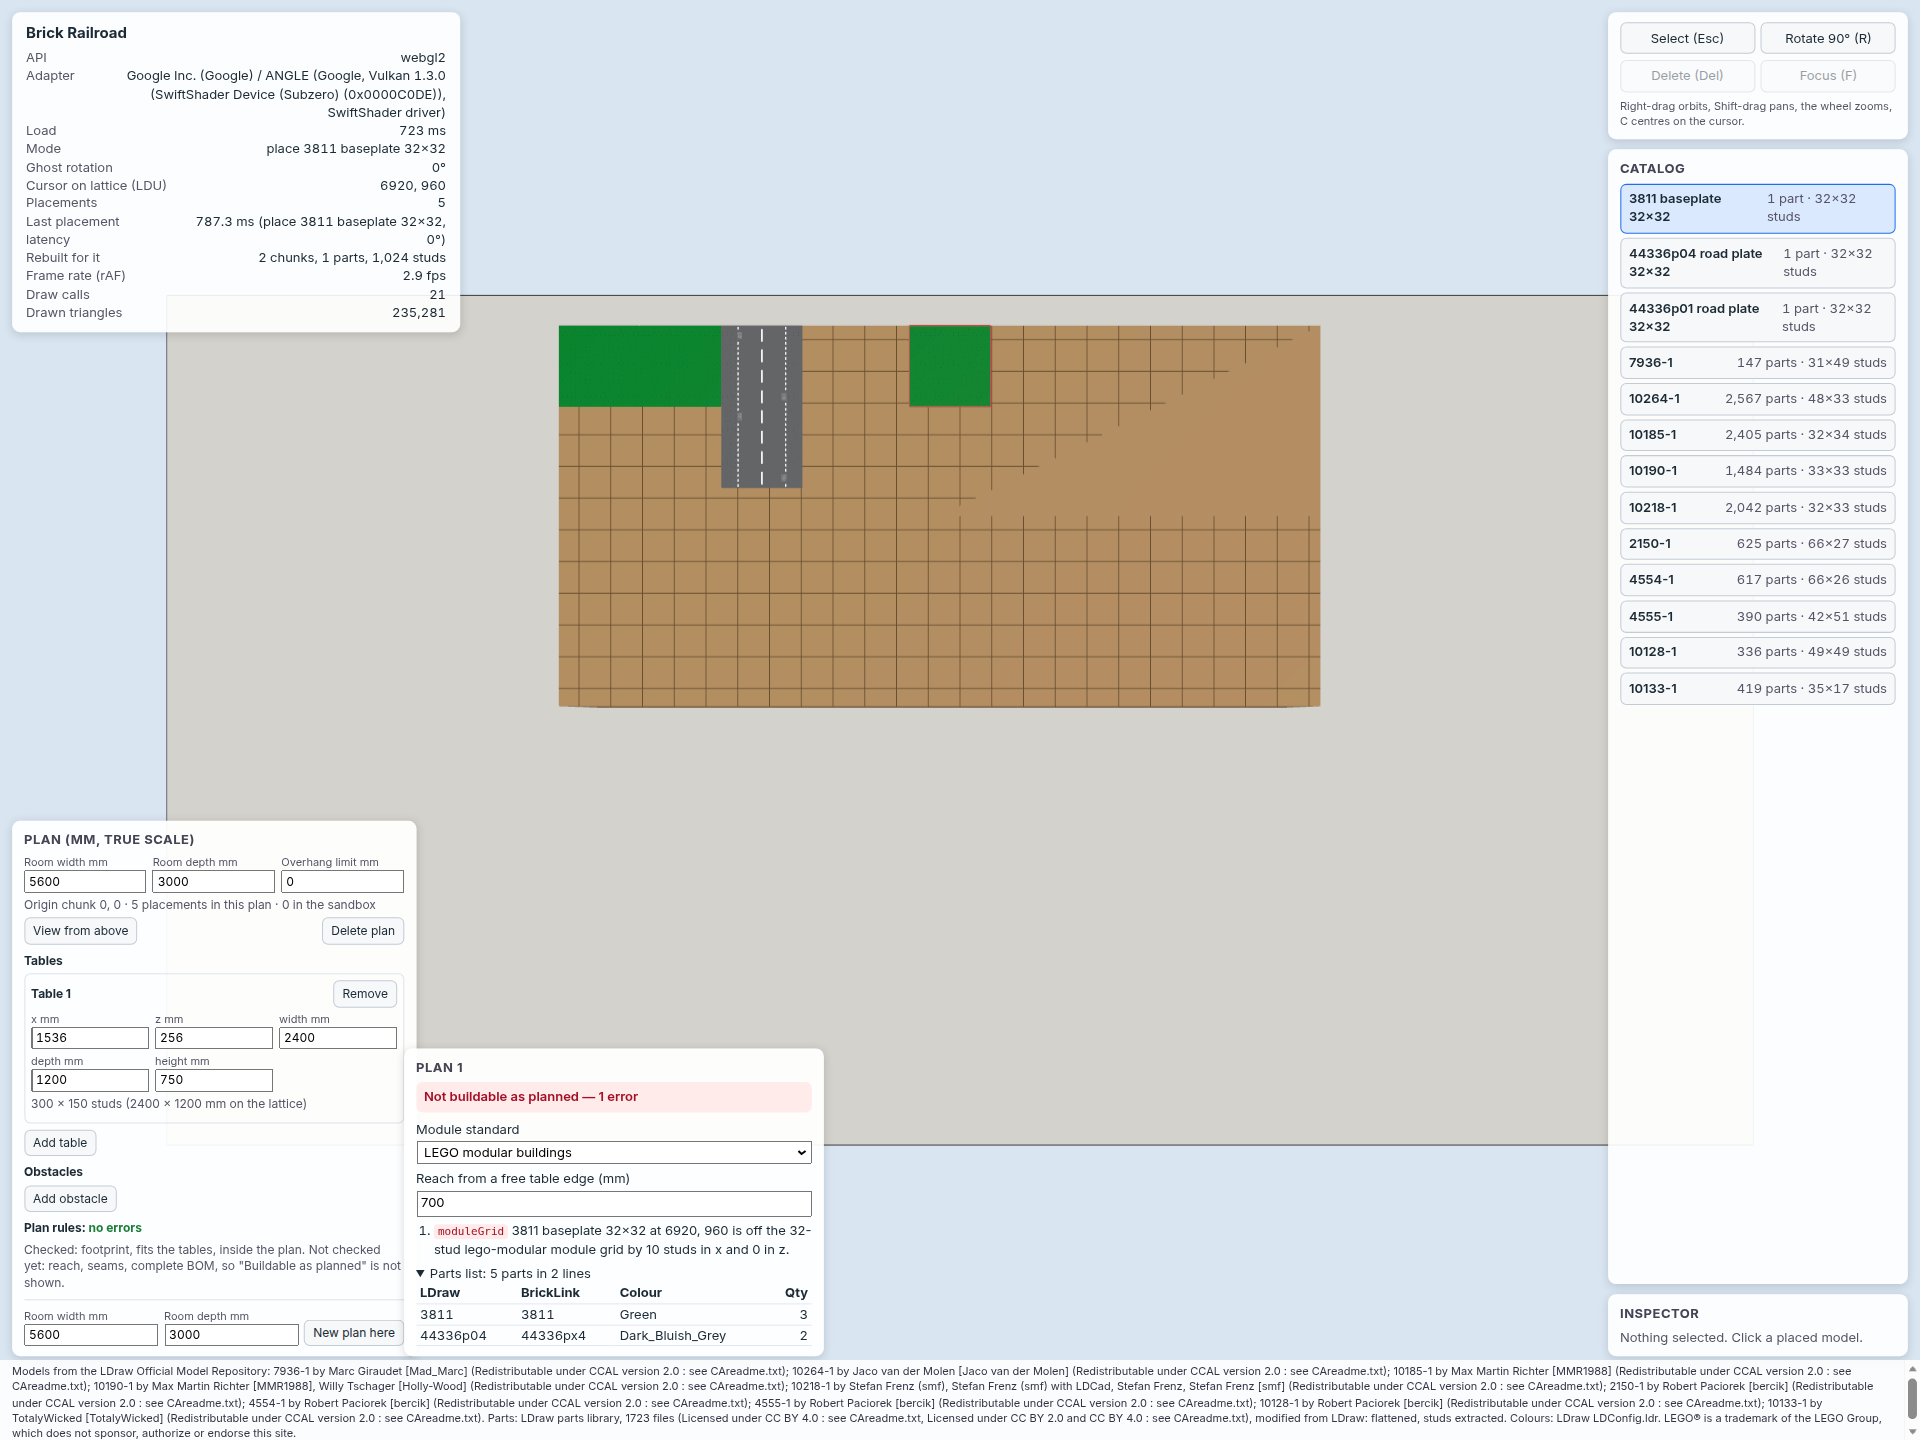 Brick Railroad
API webgl2
Adapter Google Inc. (Google) / ANGLE (Google, Vulkan 1.3.0
(SwiftShader Device (Subzero) (0x0000C0DE)),
SwiftShader driver)
Load 723 ms
Mode place 3811 baseplate 32×32
Ghost rotation 0°
Cursor on lattice (LDU) 6920, 960
Placements 5
Last placement 787.3 ms (place 3811 baseplate 32×32,
latency 0°)
Rebuilt for it 2 chunks, 1 parts, 1,024 studs
Frame rate (rAF) 2.9 fps
Draw calls 21
Drawn triangles 235,281
Select (Esc) Rotate 90° (R)
Delete (Del) Focus (F)
Right-drag orbits, Shift-drag pans, the wheel zooms,
C centres on the cursor.
CATALOG
3811 baseplate 1 part · 32×32
32×32 studs
44336p04 road plate 1 part · 32×32
32×32 studs
44336p01 road plate 1 part · 32×32
32×32 studs
7936-1 147 parts · 31×49 studs
10264-1 2,567 parts · 48×33 studs
10185-1 2,405 parts · 32×34 studs
10190-1 1,484 parts · 33×33 studs
10218-1 2,042 parts · 32×33 studs
2150-1 625 parts · 66×27 studs
4554-1 617 parts · 66×26 studs
4555-1 390 parts · 42×51 studs
10128-1 336 parts · 49×49 studs
10133-1 419 parts · 35×17 studs
PLAN (MM, TRUE SCALE)
Room width mm Room depth mm Overhang limit mm
5600 3000 0
Origin chunk 0, 0 · 5 placements in this plan · 0 in the sandbox
View from above Delete plan
Tables
Table 1 Remove
x mm z mm width mm
1536 256 2400
depth mm height mm
1200 750
300 × 150 studs (2400 × 1200 mm on the lattice)
Add table
Obstacles
Add obstacle
Plan rules: no errors
Checked: footprint, fits the tables, inside the plan. Not checked
yet: reach, seams, complete BOM, so "Buildable as planned" is not
shown.
Room width mm Room depth mm
5600 3000 New plan here
PLAN 1
Not buildable as planned — 1 error
Module standard
LEGO modular buildings
Reach from a free table edge (mm)
700
1. moduleGrid 3811 baseplate 32×32 at 6920, 960 is off the 32-
stud lego-modular module grid by 10 studs in x and 0 in z.
▼ Parts list: 5 parts in 2 lines
LDraw BrickLink Colour Qty
3811 3811 Green 3
44336p04 44336px4 Dark_Bluish_Grey 2
INSPECTOR
Nothing selected. Click a placed model.
Models from the LDraw Official Model Repository: 7936-1 by Marc Giraudet [Mad_Marc] (Redistributable under CCAL version 2.0 : see CAreadme.txt); 10264-1 by Jaco van der Molen [Jaco van der Molen] (Redistributable under CCAL version 2.0 : see CAreadme.txt); 10185-1 by Max Martin Richter [MMR1988] (Redistributable under CCAL version 2.0 : see
CAreadme.txt); 10190-1 by Max Martin Richter [MMR1988], Willy Tschager [Holly-Wood] (Redistributable under CCAL version 2.0 : see CAreadme.txt); 10218-1 by Stefan Frenz (smf), Stefan Frenz (smf) with LDCad, Stefan Frenz, Stefan Frenz [smf] (Redistributable under CCAL version 2.0 : see CAreadme.txt); 2150-1 by Robert Paciorek [bercik] (Redistributable
under CCAL version 2.0 : see CAreadme.txt); 4554-1 by Robert Paciorek [bercik] (Redistributable under CCAL version 2.0 : see CAreadme.txt); 4555-1 by Robert Paciorek [bercik] (Redistributable under CCAL version 2.0 : see CAreadme.txt); 10128-1 by Robert Paciorek [bercik] (Redistributable under CCAL version 2.0 : see CAreadme.txt); 10133-1 by
TotalyWicked [TotalyWicked] (Redistributable under CCAL version 2.0 : see CAreadme.txt). Parts: LDraw parts library, 1723 files (Licensed under CC BY 4.0 : see CAreadme.txt, Licensed under CC BY 2.0 and CC BY 4.0 : see CAreadme.txt), modified from LDraw: flattened, studs extracted. Colours: LDraw LDConfig.ldr. LEGO® is a trademark of the LEGO Group,
which does not sponsor, authorize or endorse this site.